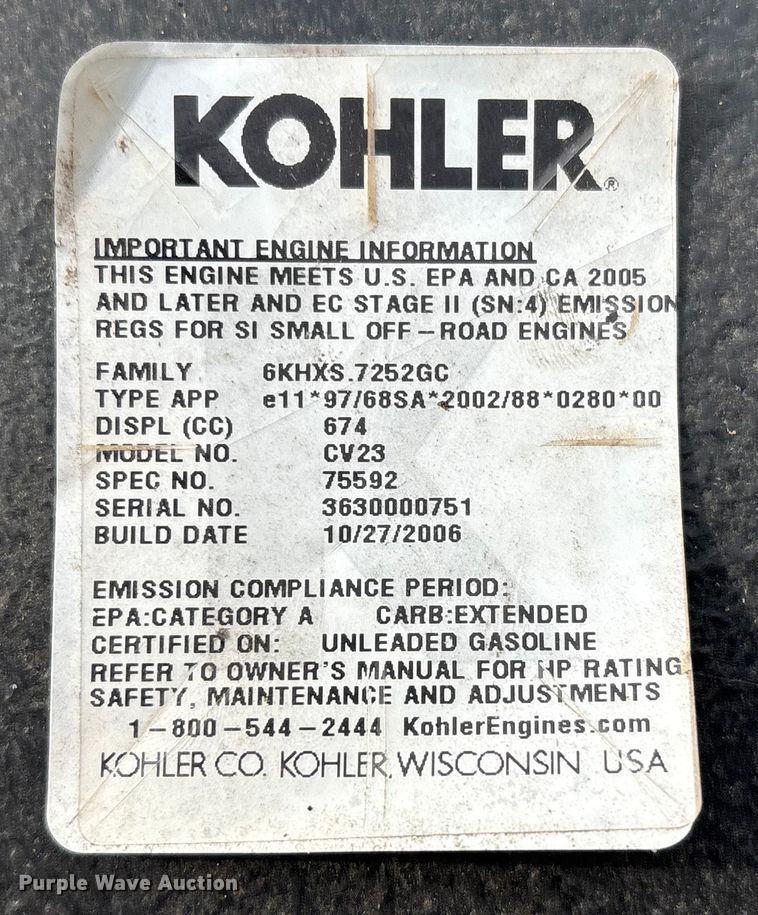 KOHLER®
IMPORTANT ENGINE INFORMATION
THIS ENGINE MEETS U.S. EPA AND CA 2005
AND LATER AND EC STAGE II (SN:4) EMISSION
REGS FOR SI SMALL OFF-ROAD ENGINES
FAMILY 6KHXS.7252GC
TYPE APP e11*97/68SA*2002/88*0280*00
DISPL (CC) 674
MODEL NO. CV23
SPEC NO. 75592
SERIAL NO. 3630000751
BUILD DATE 10/27/2006
EMISSION COMPLIANCE PERIOD:
EPA:CATEGORY A CARB:EXTENDED
CERTIFIED ON: UNLEADED GASOLINE
REFER TO OWNER'S MANUAL FOR HP RATING
SAFETY, MAINTENANCE AND ADJUSTMENTS
1-800-544-2444 KohlerEngines.com
KOHLER CO. KOHLER, WISCONSIN USA
Purple Wave Auction